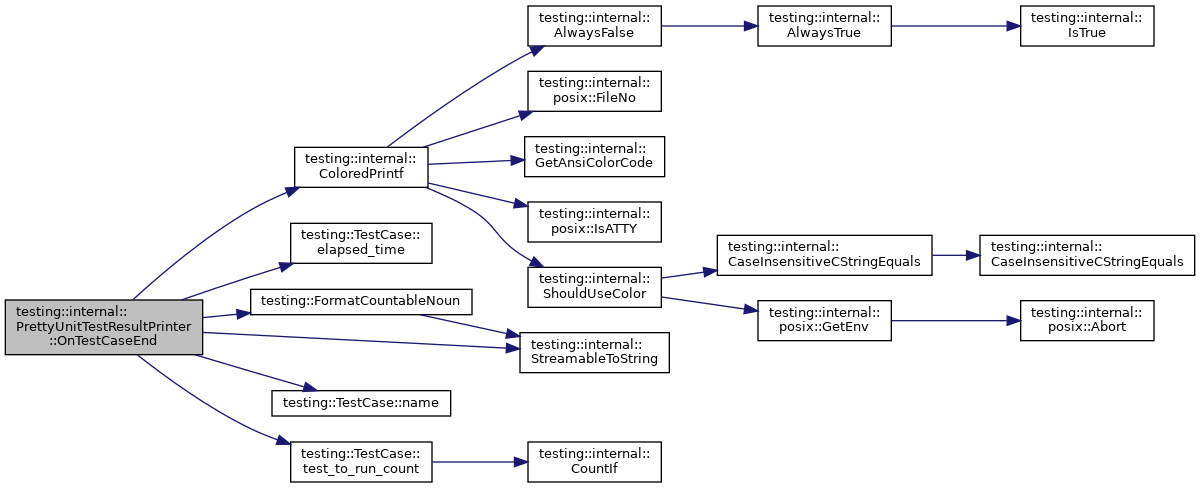 testing::internal::
AlwaysFalse
testing::internal::
AlwaysTrue
testing::internal::
IsTrue
testing::internal::
posix::FileNo
testing::internal::
GetAnsiColorCode
testing::internal::
ColoredPrintf
testing::internal::
posix::IsATTY
testing::TestCase::
elapsed_time
testing::internal::
CaseInsensitiveCStringEquals
testing::internal::
CaseInsensitiveCStringEquals
testing::internal::
ShouldUseColor
testing::FormatCountableNoun
testing::internal::
posix::GetEnv
testing::internal::
posix::Abort
testing::internal::
PrettyUnitTestResultPrinter
::OnTestCaseEnd
testing::internal::
StreamableToString
testing::TestCase::name
testing::TestCase::
test_to_run_count
testing::internal::
CountIf